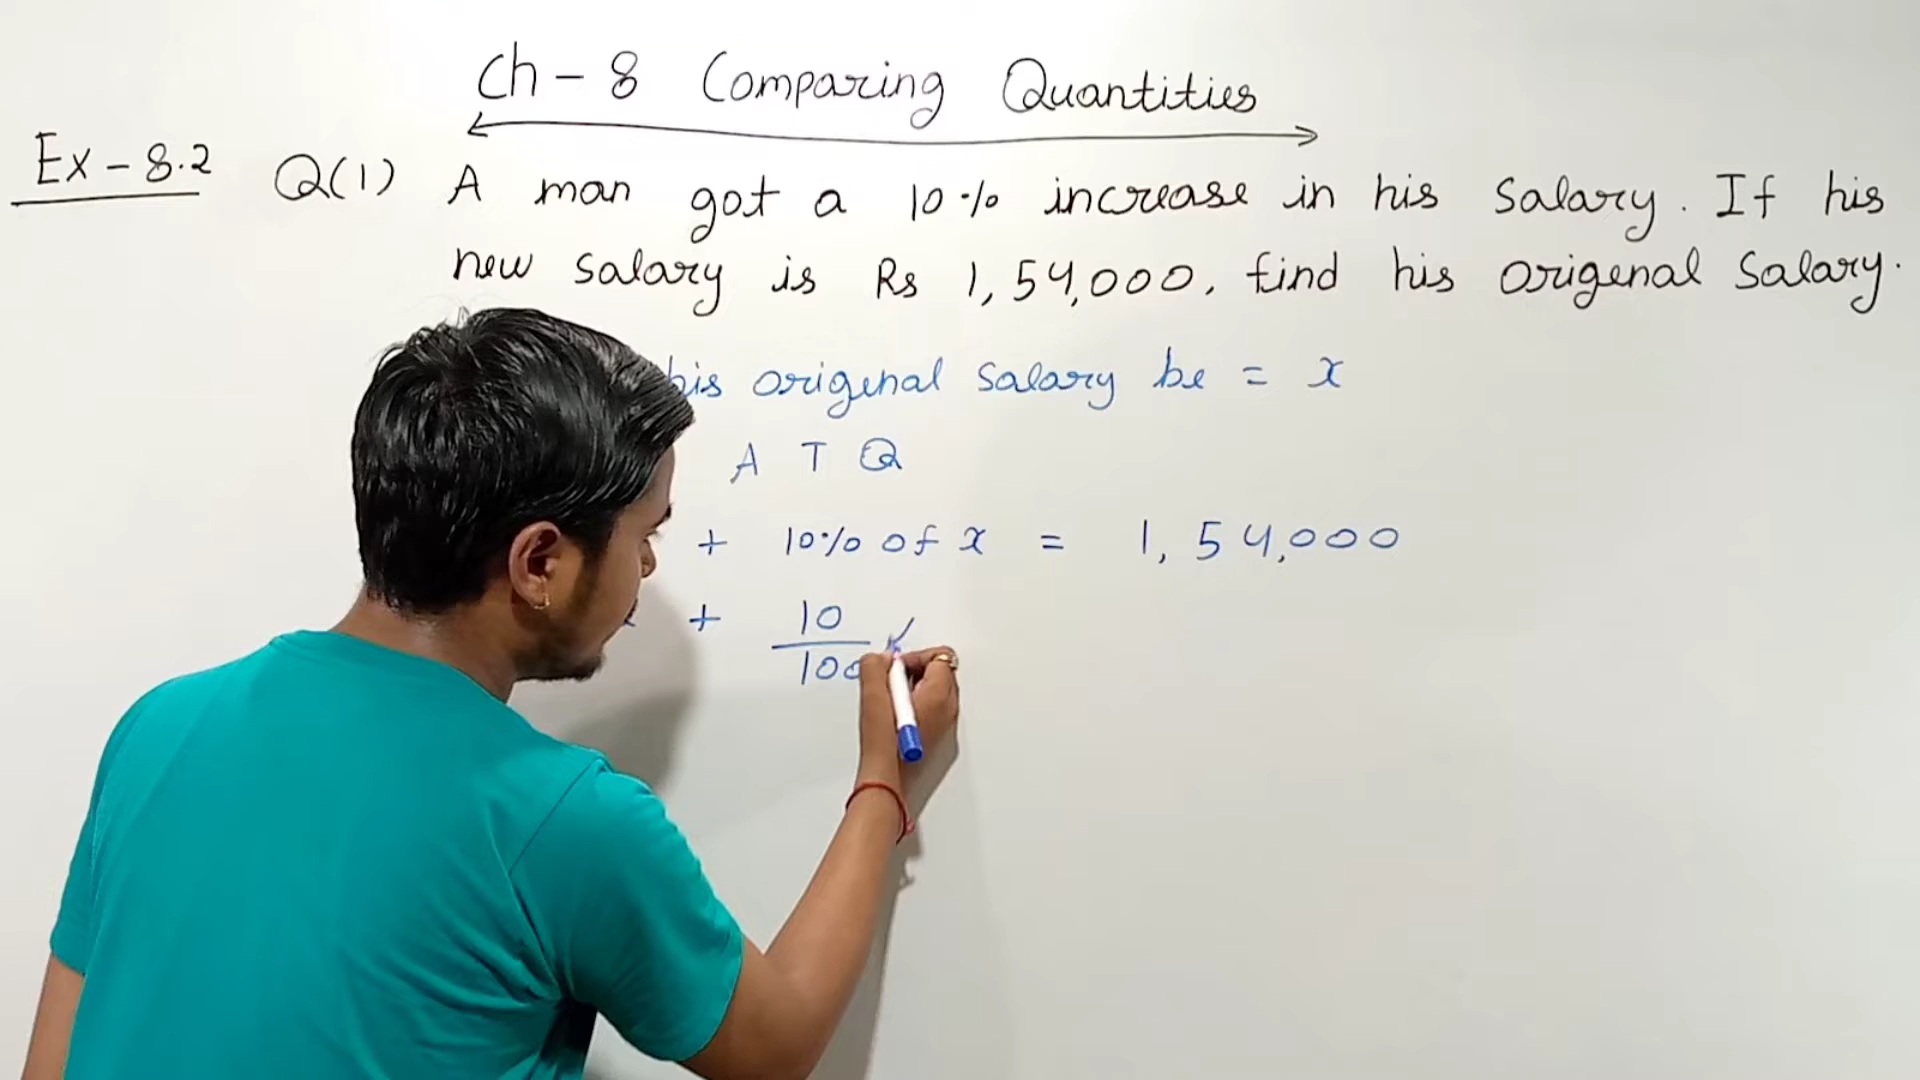 Ch - 8 Comparing Quantities
Ex - 8.2 Q(1) A man got a 10% increase in his salary. If his
new salary is Rs 1,54,000, find his origenal salary.
his origenal salary be = x
A T Q
+ 10% of x = 1,54,000
+ 10
100